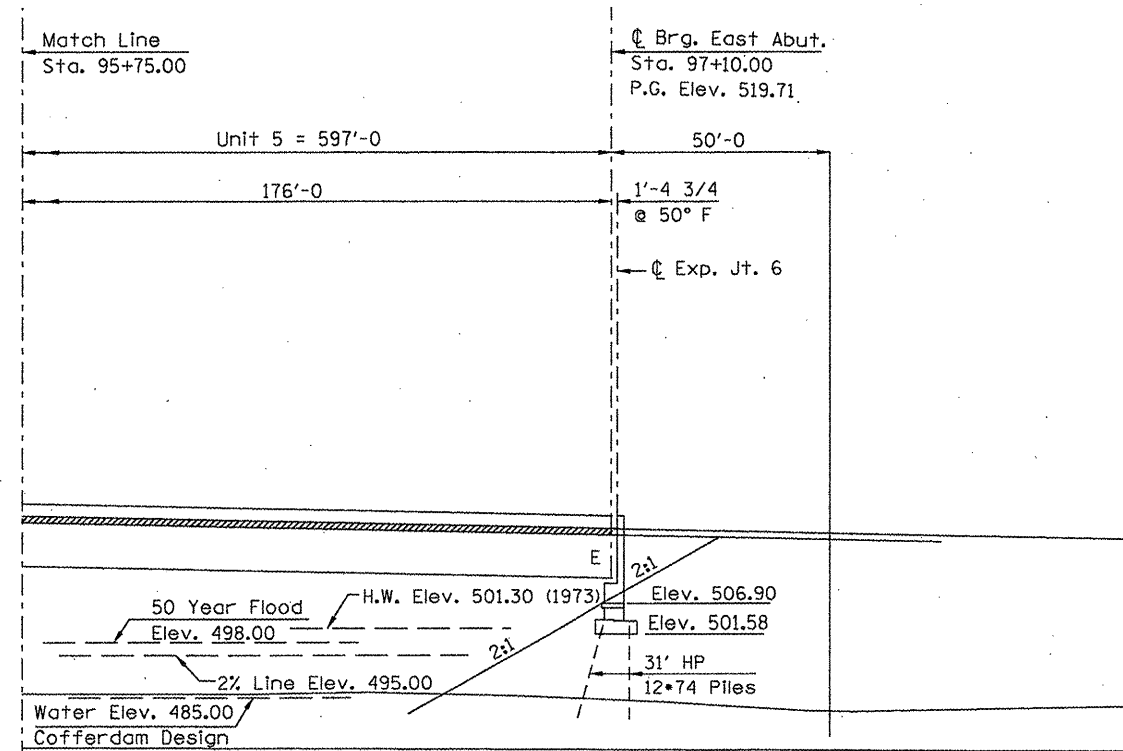 Match Line
Sta. 95+75.00
℄ Brg. East Abut.
Sta. 97+10.00
P.G. Elev. 519.71
Unit 5 = 597'-0
50'-0
176'-0
1'-4 3/4
@ 50° F
℄ Exp. Jt. 6
E
2:1
H.W. Elev. 501.30 (1973)
Elev. 506.90
50 Year Flood
Elev. 498.00
Elev. 501.58
2:1
31' HP
12*74 Piles
2% Line Elev. 495.00
Water Elev. 485.00
Cofferdam Design